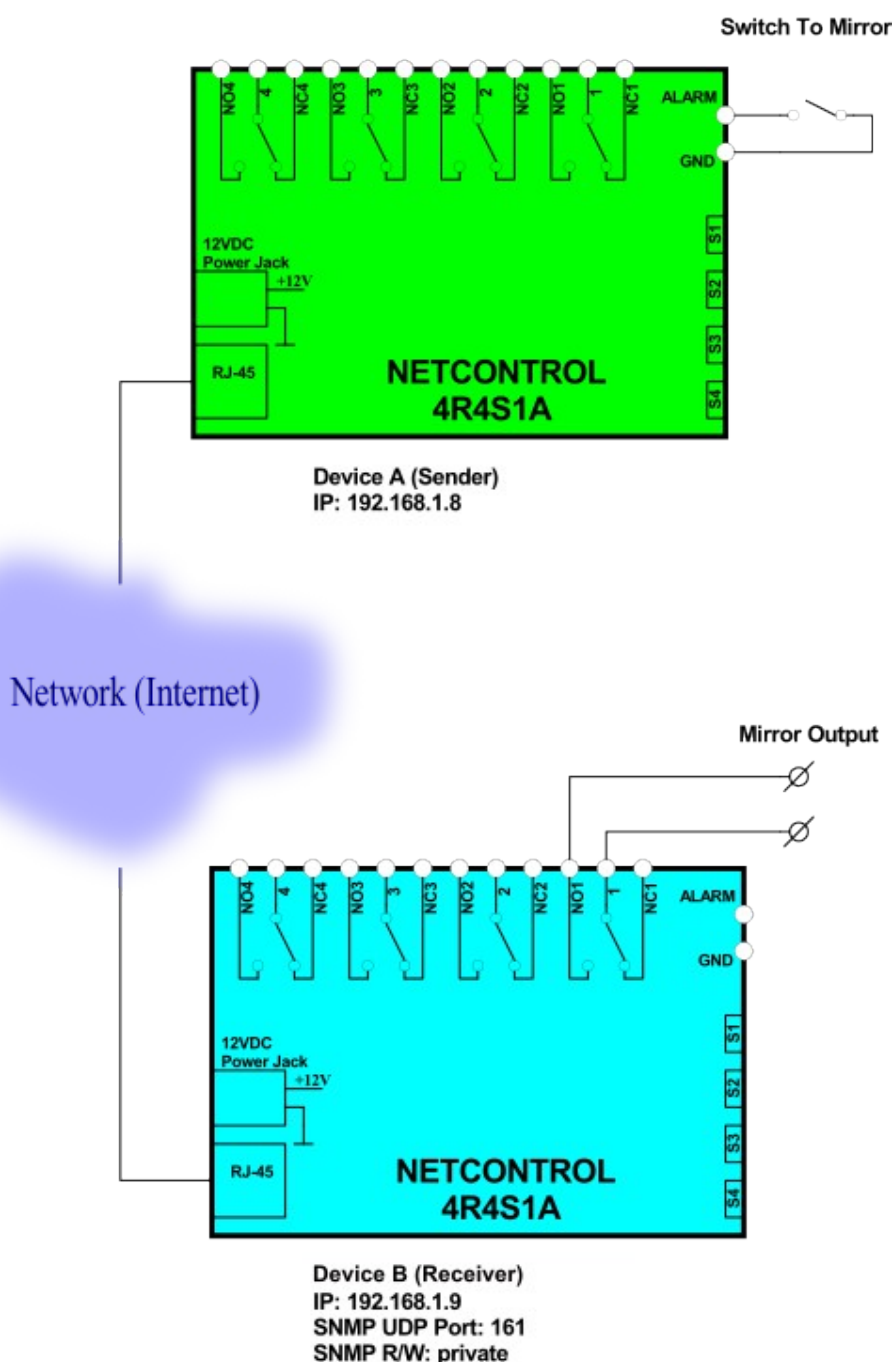 Switch To Mirror
NO4 4 NC4 NO3 3 NC3 NO2 2 NC2 NO1 1 NC1
ALARM
GND
S1
S2
S3
S4
12VDC
Power Jack
+12V
RJ-45
NETCONTROL
4R4S1A
Device A (Sender)
IP: 192.168.1.8
Network (Internet)
Mirror Output
NO4 4 NC4 NO3 3 NC3 NO2 2 NC2 NO1 1 NC1
ALARM
GND
S1
S2
S3
S4
12VDC
Power Jack
+12V
RJ-45
NETCONTROL
4R4S1A
Device B (Receiver)
IP: 192.168.1.9
SNMP UDP Port: 161
SNMP R/W: private